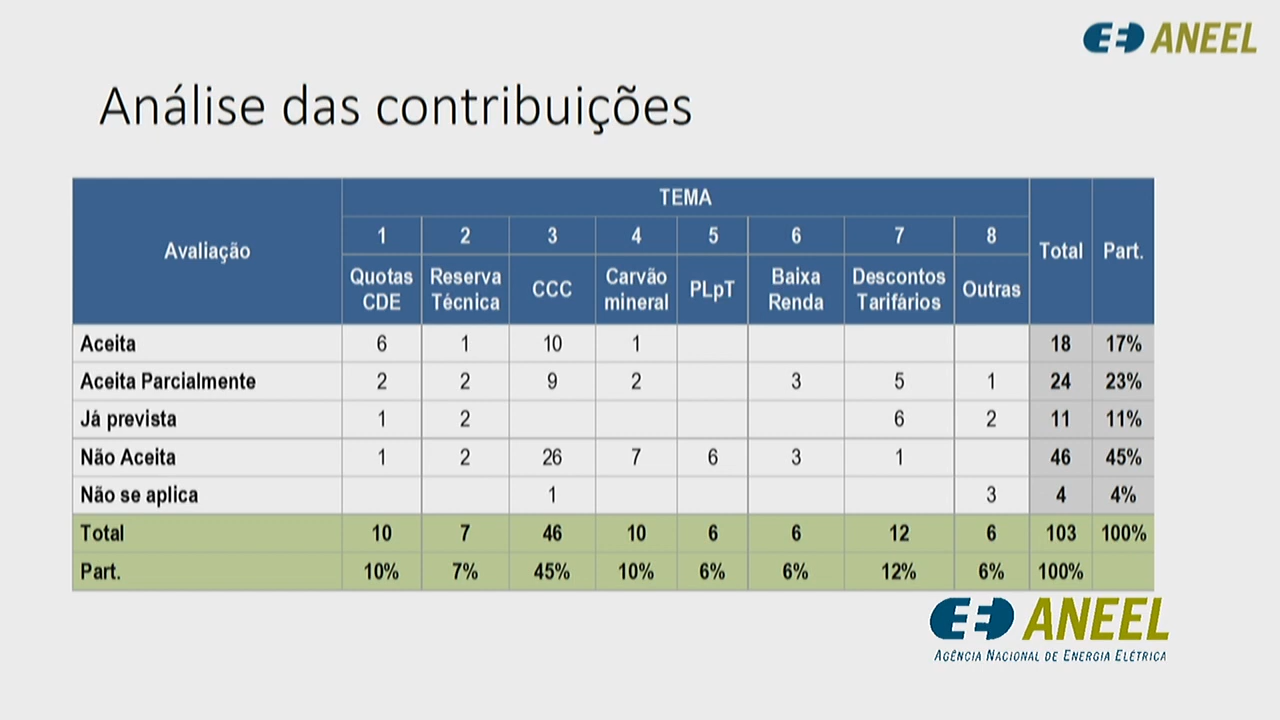 ANEEL
Análise das contribuições
Avaliação TEMA Total Part.
1 2 3 4 5 6 7 8
Quotas CDE Reserva Técnica CCC Carvão mineral PLpT Baixa Renda Descontos Tarifários Outras
Aceita 6 1 10 1 18 17%
Aceita Parcialmente 2 2 9 2 3 5 1 24 23%
Já prevista 1 2 6 2 11 11%
Não Aceita 1 2 26 7 6 3 1 46 45%
Não se aplica 1 3 4 4%
Total 10 7 46 10 6 6 12 6 103 100%
Part. 10% 7% 45% 10% 6% 6% 12% 6% 100%
ANEEL
AGÊNCIA NACIONAL DE ENERGIA ELÉTRICA